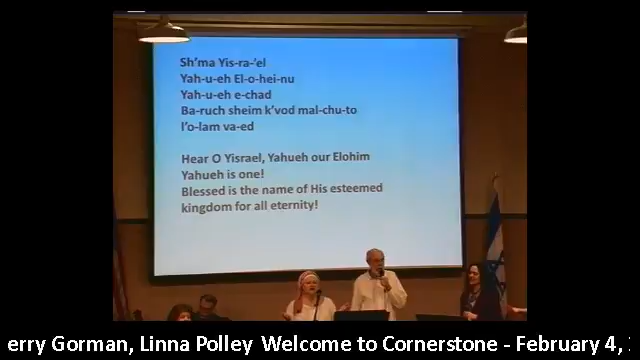 Sh'ma Yis-ra-'el
Yah-u-eh El-o-hei-nu
Yah-u-eh e-chad
Ba-ruch sheim k'vod mal-chu-to
l'o-lam va-ed
Hear O Yisrael, Yahueh our Elohim
Yahueh is one!
Blessed is the name of His esteemed
kingdom for all eternity!
erry Gorman, Linna Polley Welcome to Cornerstone - February 4,